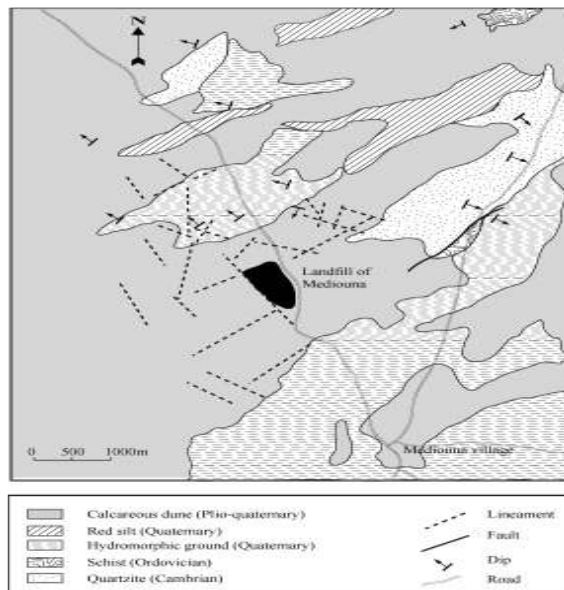 N
Landfill of
Mediouna
0 500 1000m
Mediouna village
Calcareous dune (Plio-quaternary)
Red silt (Quaternary)
Hydromorphic ground (Quaternary)
Schist (Ordovician)
Quartzite (Cambrian)
Lineament
Fault
Dip
Road